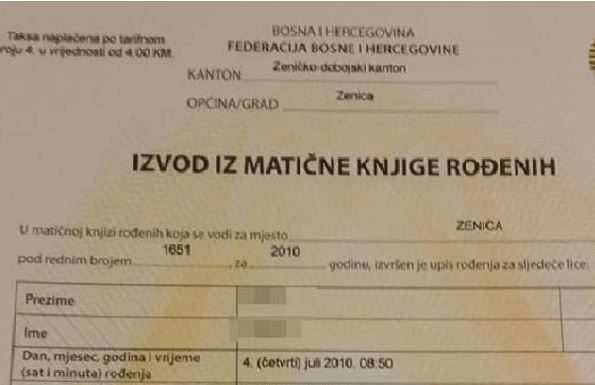 Taksa naplaćena po tarifnom
roju 4. u vrijednosti od 4,00 KM.
BOSNA I HERCEGOVINA
FEDERACIJA BOSNE I HERCEGOVINE
KANTON Zeničko-dobojski kanton
OPĆINA/GRAD Zenica
IZVOD IZ MATIČNE KNJIGE ROĐENIH
U matičnoj knjizi rođenih koja se vodi za mjesto ZENICA
pod rednim brojem 1651 za 2010 godinu, izvršen je upis rođenja za sljedeće lice:
Prezime
Ime
Dan, mjesec, godina i vrijeme
(sat i minuta) rođenja
4. (četvrti) juli 2010. 08:50